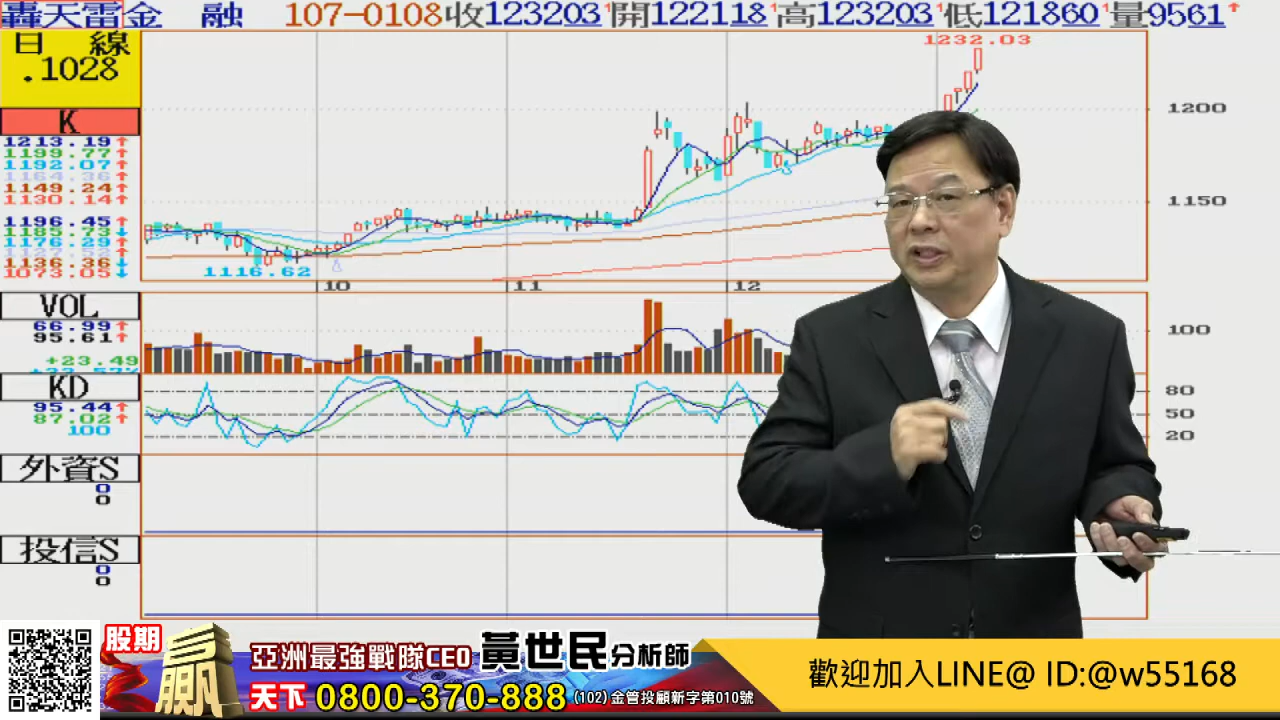 轟天雷金 融 107-0108收123203開122118高123203低121860量9561
日 線
.1028
K
1213.19
1199.77
1192.07
1164.36
1149.24
1130.14
1196.45
1185.73
1176.29
1136.36
1073.05
1232.03
1200
1150
1116.62
10 11 12
VOL
66.99
95.61
+23.49
100
KD
95.44
87.02
100
80
50
20
外資S
0
0
投信S
0
0
股期
贏
亞洲最強戰隊CEO 黃世民分析師
天下 0800-370-888 (102)金管投顧新字第010號
歡迎加入LINE@ ID:@w55168